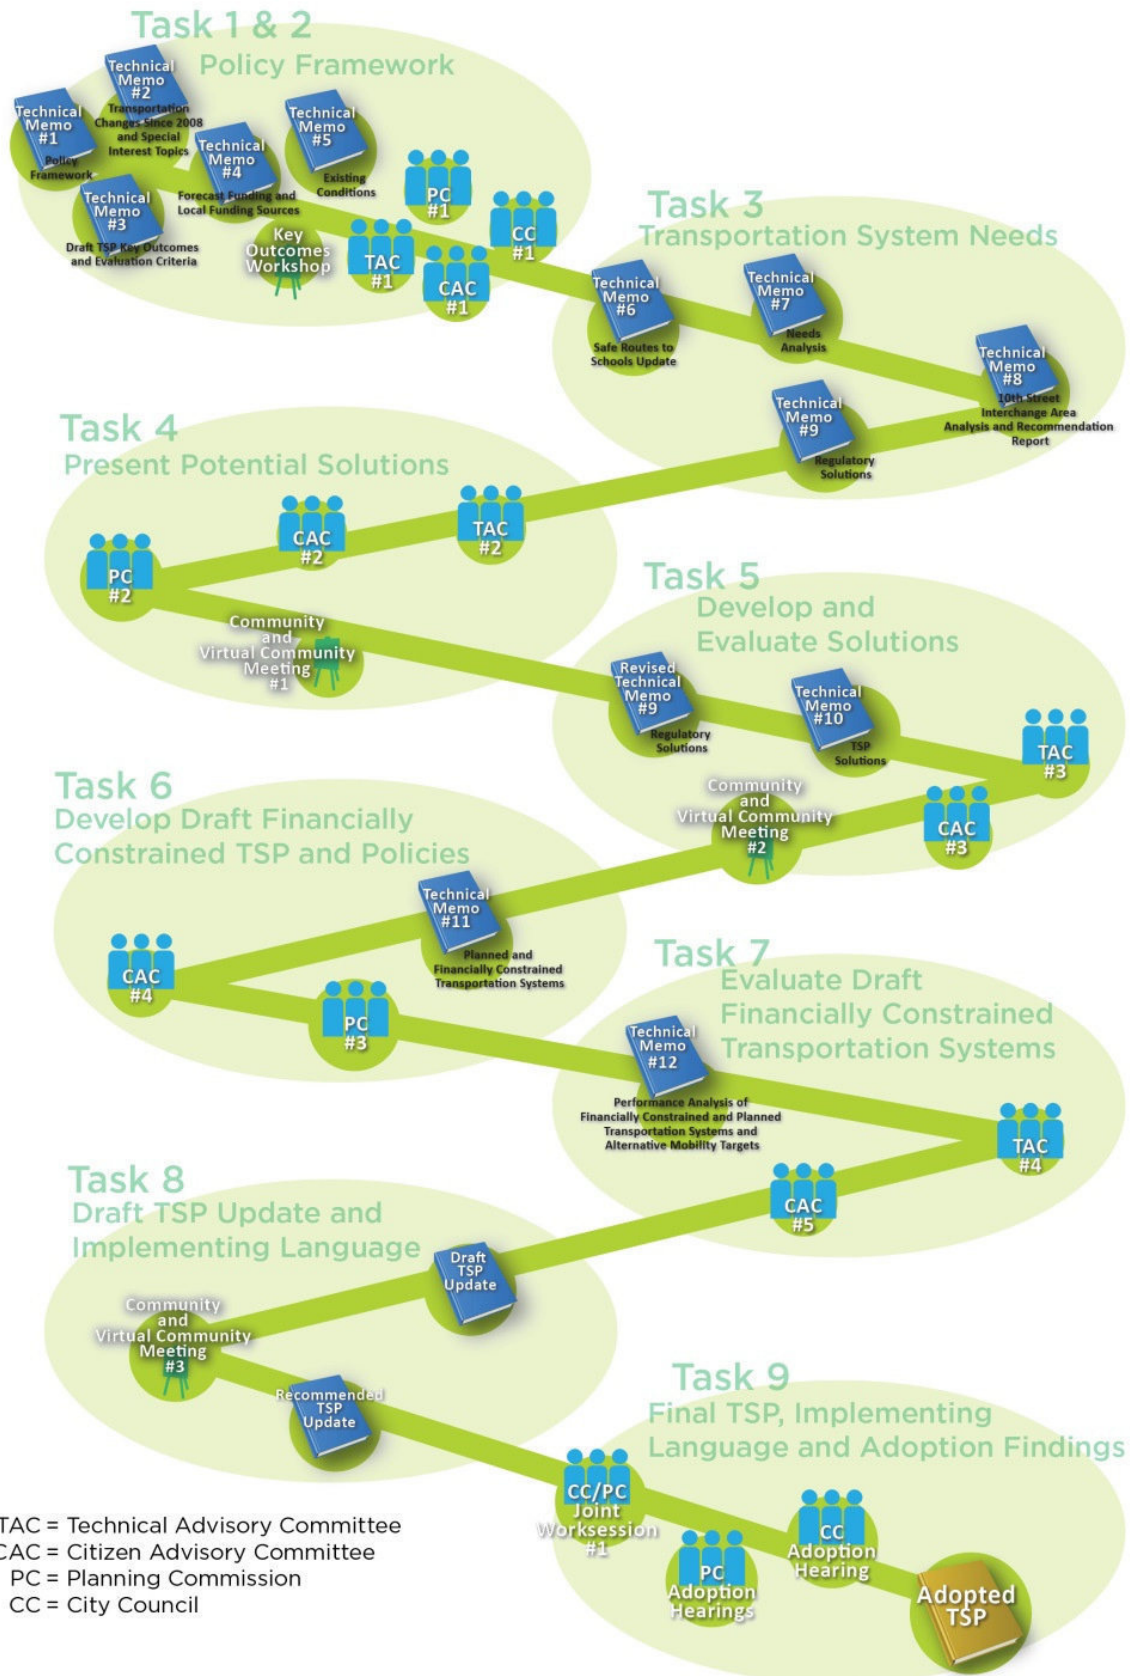 Task 1 & 2
Policy Framework
Technical
Memo
#1
Policy
Framework
Technical
Memo
#2
Transportation
Changes Since 2008
and Special
Interest Topics
Technical
Memo
#3
Draft TSP Key Outcomes
and Evaluation Criteria
Technical
Memo
#4
Forecast Funding and
Local Funding Sources
Technical
Memo
#5
Existing
Conditions
Key
Outcomes
Workshop
TAC
#1
PC
#1
CAC
#1
CC
#1
Task 3
Transportation System Needs
Technical
Memo
#6
Safe Routes to
Schools Update
Technical
Memo
#7
Needs
Analysis
Technical
Memo
#8
10th Street
Interchange Area
Analysis and Recommendation
Report
Technical
Memo
#9
Regulatory
Solutions
Task 4
Present Potential Solutions
TAC
#2
CAC
#2
PC
#2
Community
and
Virtual Community
Meeting
#1
Task 5
Develop and
Evaluate Solutions
Revised
Technical
Memo
#9
Regulatory
Solutions
Technical
Memo
#10
TSP
Solutions
TAC
#3
CAC
#3
Community
and
Virtual Community
Meeting
#2
Task 6
Develop Draft Financially
Constrained TSP and Policies
Technical
Memo
#11
Planned and
Financially Constrained
Transportation Systems
CAC
#4
PC
#3
Task 7
Evaluate Draft
Financially Constrained
Transportation Systems
Technical
Memo
#12
Performance Analysis of
Financially Constrained and Planned
Transportation Systems and
Alternative Mobility Targets
TAC
#4
CAC
#5
Task 8
Draft TSP Update and
Implementing Language
Draft
TSP
Update
Community
and
Virtual Community
Meeting
#3
Recommended
TSP
Update
Task 9
Final TSP, Implementing
Language and Adoption Findings
CC/PC
Joint
Worksession
#1
PC
Adoption
Hearings
CC
Adoption
Hearing
Adopted
TSP
TAC = Technical Advisory Committee
CAC = Citizen Advisory Committee
PC = Planning Commission
CC = City Council